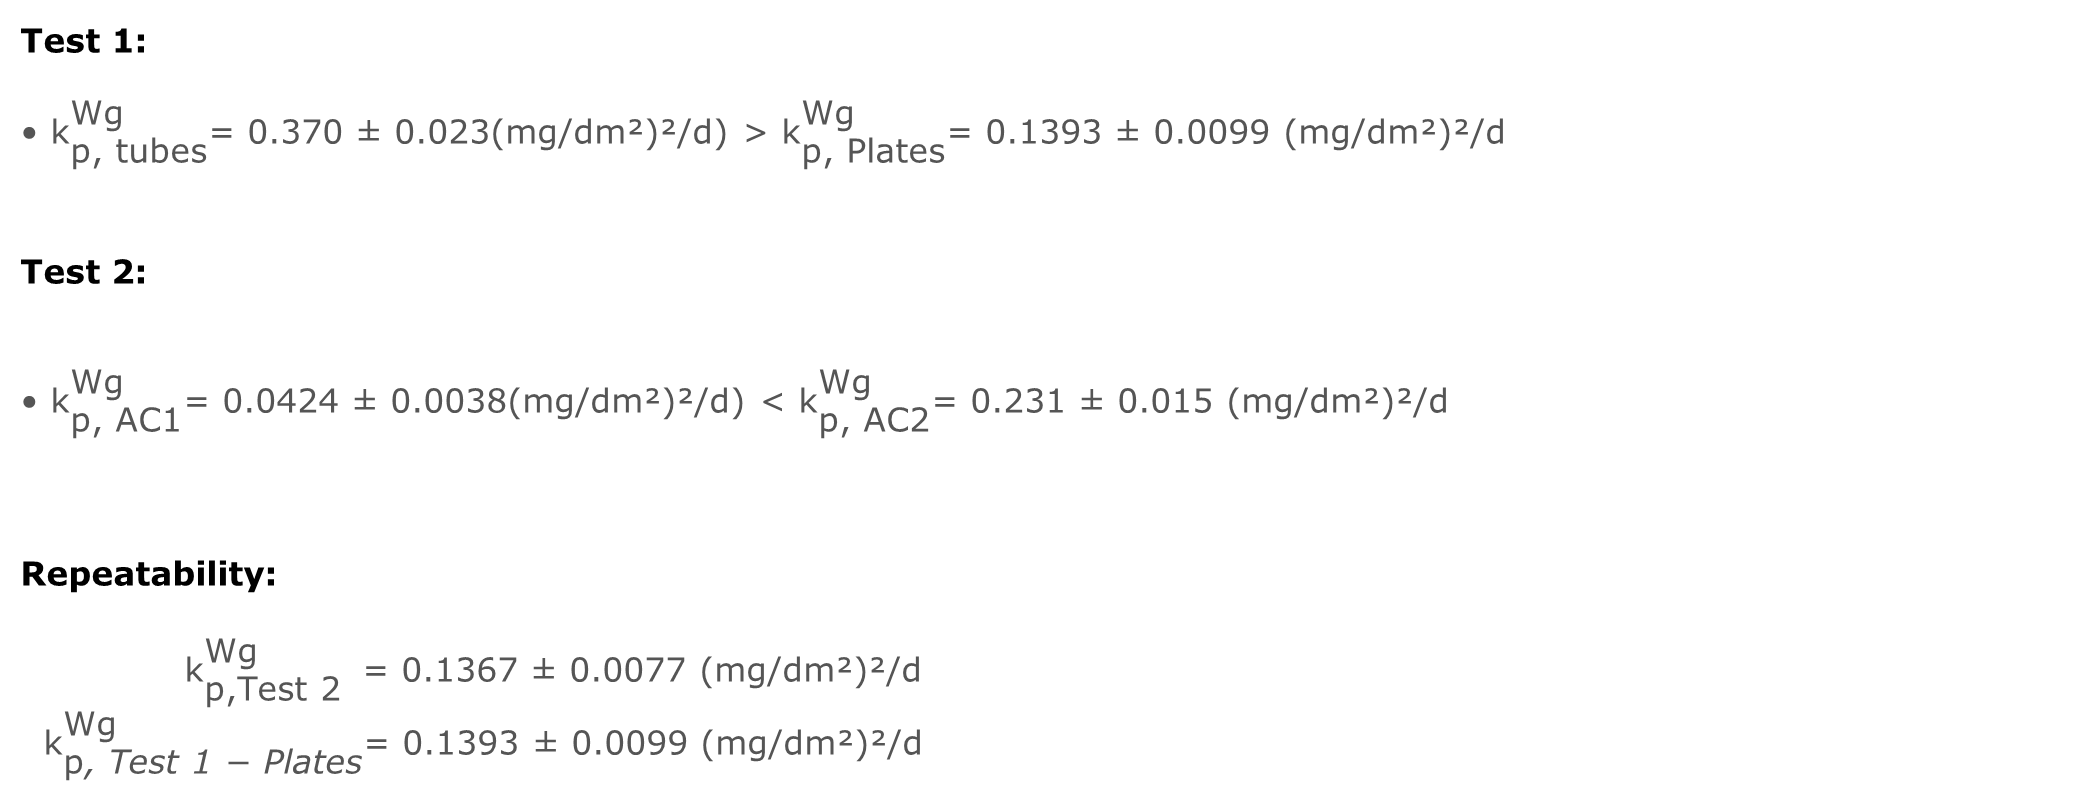 Test 1:
• k^Wg_p, tubes = 0.370 ± 0.023(mg/dm²)²/d) > k^Wg_p, Plates = 0.1393 ± 0.0099 (mg/dm²)²/d
Test 2:
• k^Wg_p, AC1 = 0.0424 ± 0.0038(mg/dm²)²/d) < k^Wg_p, AC2 = 0.231 ± 0.015 (mg/dm²)²/d
Repeatability:
k^Wg_p,Test 2 = 0.1367 ± 0.0077 (mg/dm²)²/d
k^Wg_p, Test 1 − Plates = 0.1393 ± 0.0099 (mg/dm²)²/d